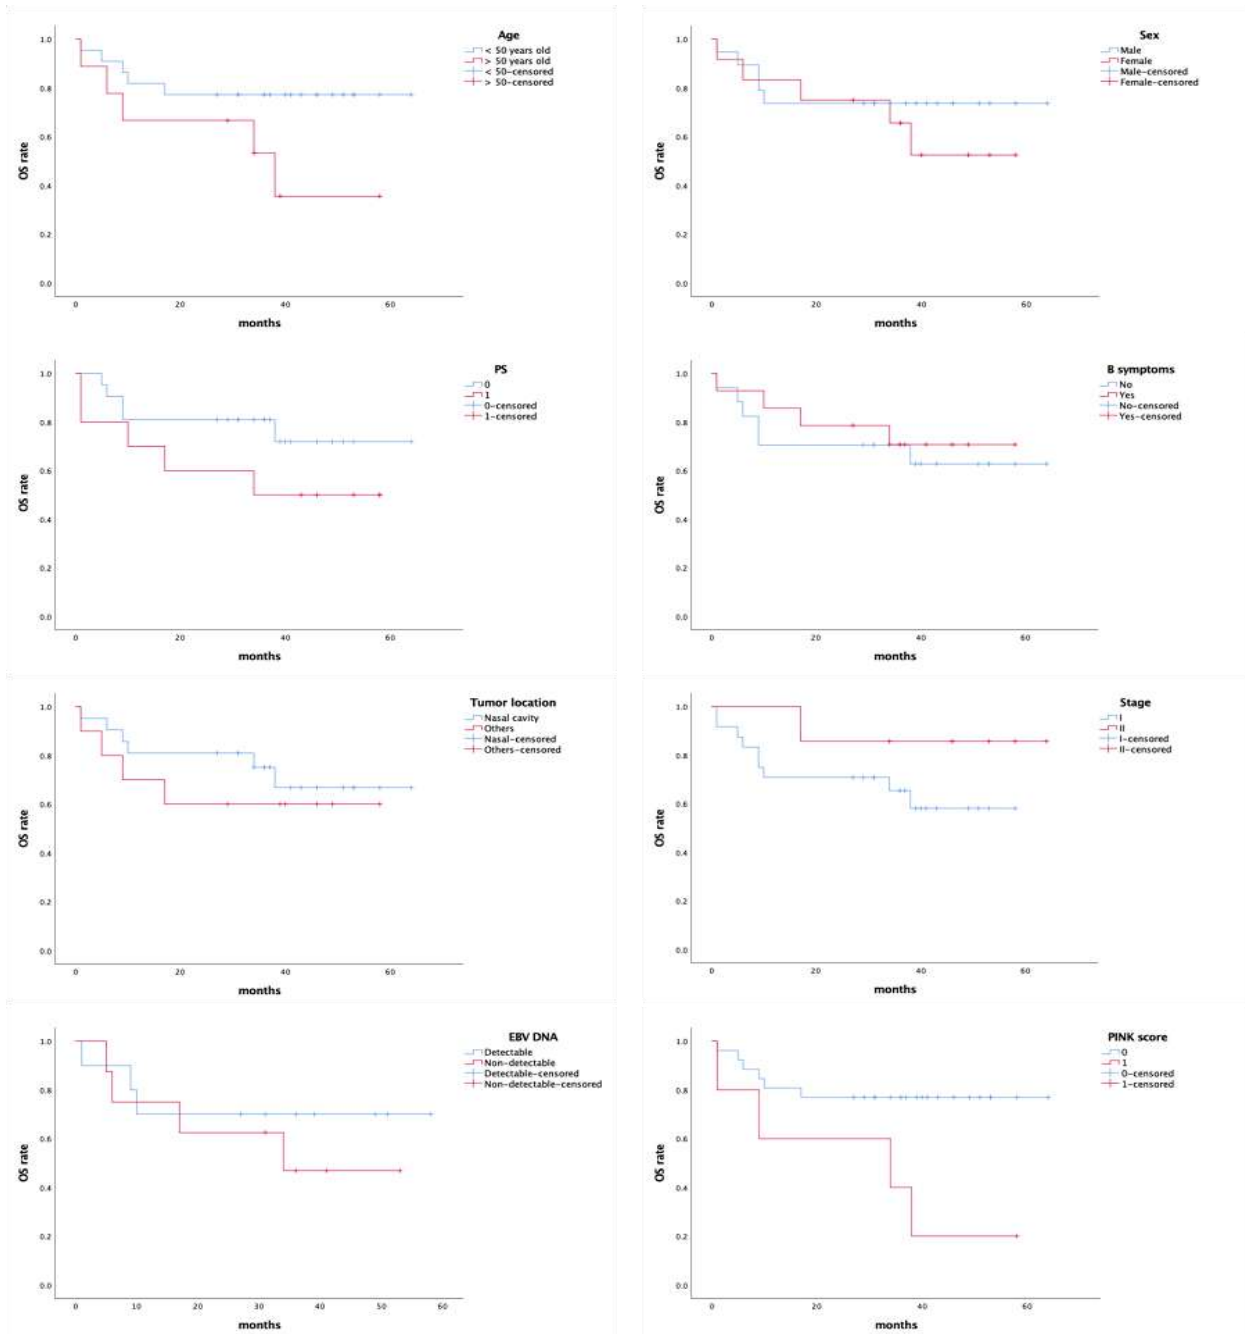 Age
< 50 years old
> 50 years old
< 50-censored
> 50-censored
OS rate
1.0
0.8
0.6
0.4
0.2
0.0
0 20 40 60
months
Sex
Male
Female
Male-censored
Female-censored
OS rate
1.0
0.8
0.6
0.4
0.2
0.0
0 20 40 60
months
PS
0
1
0-censored
1-censored
OS rate
1.0
0.8
0.6
0.4
0.2
0.0
0 20 40 60
months
B symptoms
No
Yes
No-censored
Yes-censored
OS rate
1.0
0.8
0.6
0.4
0.2
0.0
0 20 40 60
months
Tumor location
Nasal cavity
Others
Nasal-censored
Others-censored
OS rate
1.0
0.8
0.6
0.4
0.2
0.0
0 20 40 60
months
Stage
I
II
I-censored
II-censored
OS rate
1.0
0.8
0.6
0.4
0.2
0.0
0 20 40 60
months
EBV DNA
Detectable
Non-detectable
Detectable-censored
Non-detectable-censored
OS rate
1.0
0.8
0.6
0.4
0.2
0.0
0 10 20 30 40 50 60
months
PINK score
0
1
0-censored
1-censored
OS rate
1.0
0.8
0.6
0.4
0.2
0.0
0 20 40 60
months